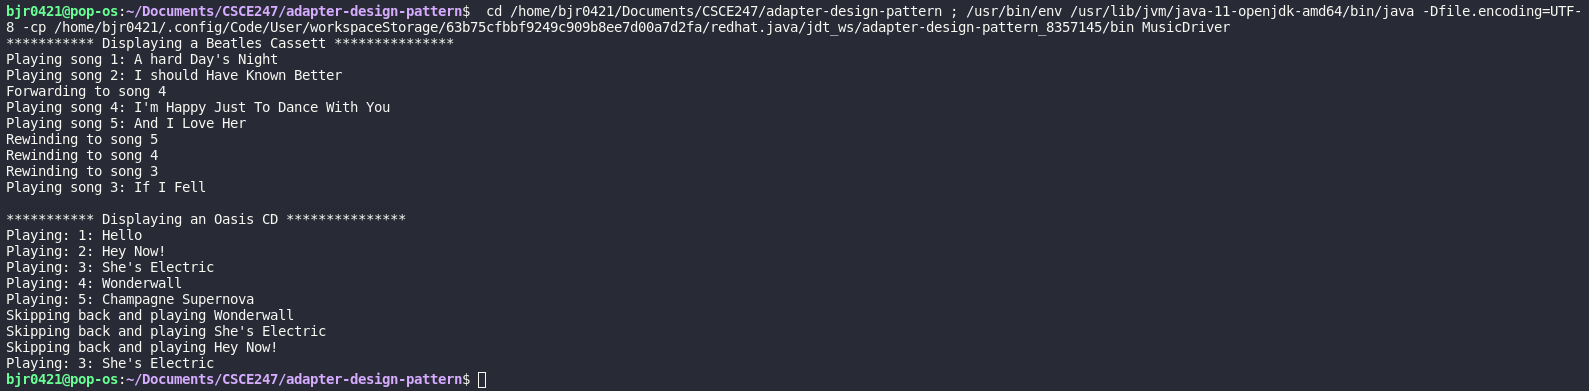 bjr0421@pop-os:~/Documents/CSCE247/adapter-design-pattern$  cd /home/bjr0421/Documents/CSCE247/adapter-design-pattern ; /usr/bin/env /usr/lib/jvm/java-11-openjdk-amd64/bin/java -Dfile.encoding=UTF-
8 -cp /home/bjr0421/.config/Code/User/workspaceStorage/63b75cfbbf9249c909b8ee7d00a7d2fa/redhat.java/jdt_ws/adapter-design-pattern_8357145/bin MusicDriver
*********** Displaying a Beatles Cassett ***************
Playing song 1: A hard Day's Night
Playing song 2: I should Have Known Better
Forwarding to song 4
Playing song 4: I'm Happy Just To Dance With You
Playing song 5: And I Love Her
Rewinding to song 5
Rewinding to song 4
Rewinding to song 3
Playing song 3: If I Fell

*********** Displaying an Oasis CD ***************
Playing: 1: Hello
Playing: 2: Hey Now!
Playing: 3: She's Electric
Playing: 4: Wonderwall
Playing: 5: Champagne Supernova
Skipping back and playing Wonderwall
Skipping back and playing She's Electric
Skipping back and playing Hey Now!
Playing: 3: She's Electric
bjr0421@pop-os:~/Documents/CSCE247/adapter-design-pattern$